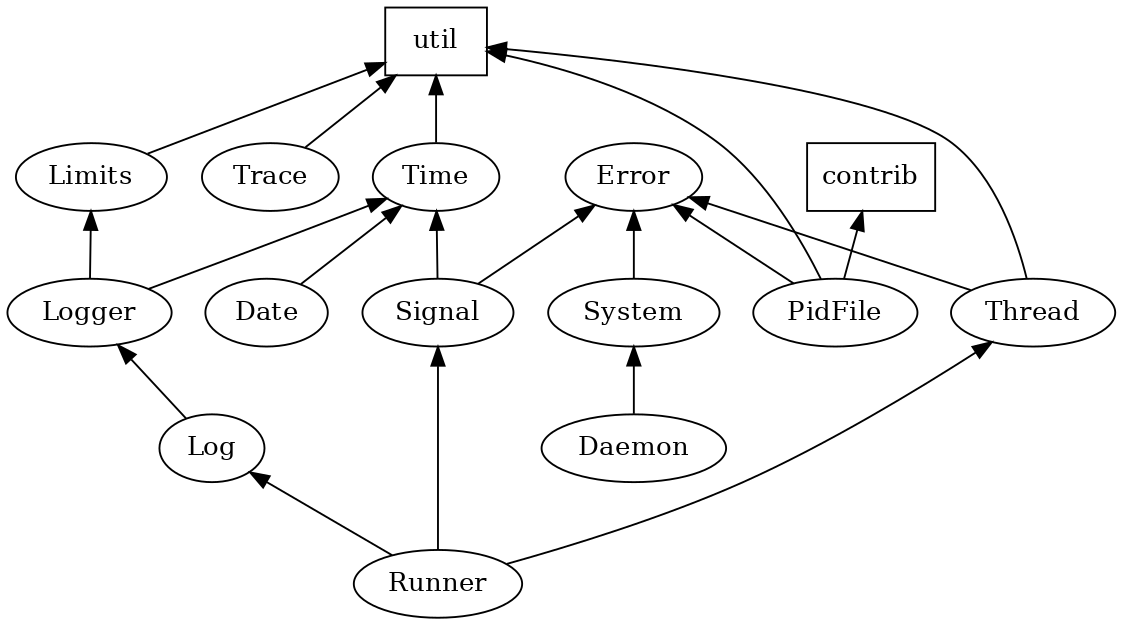 util
Limits
Trace
Time
Error
contrib
Logger
Date
Signal
System
PidFile
Thread
Log
Daemon
Runner